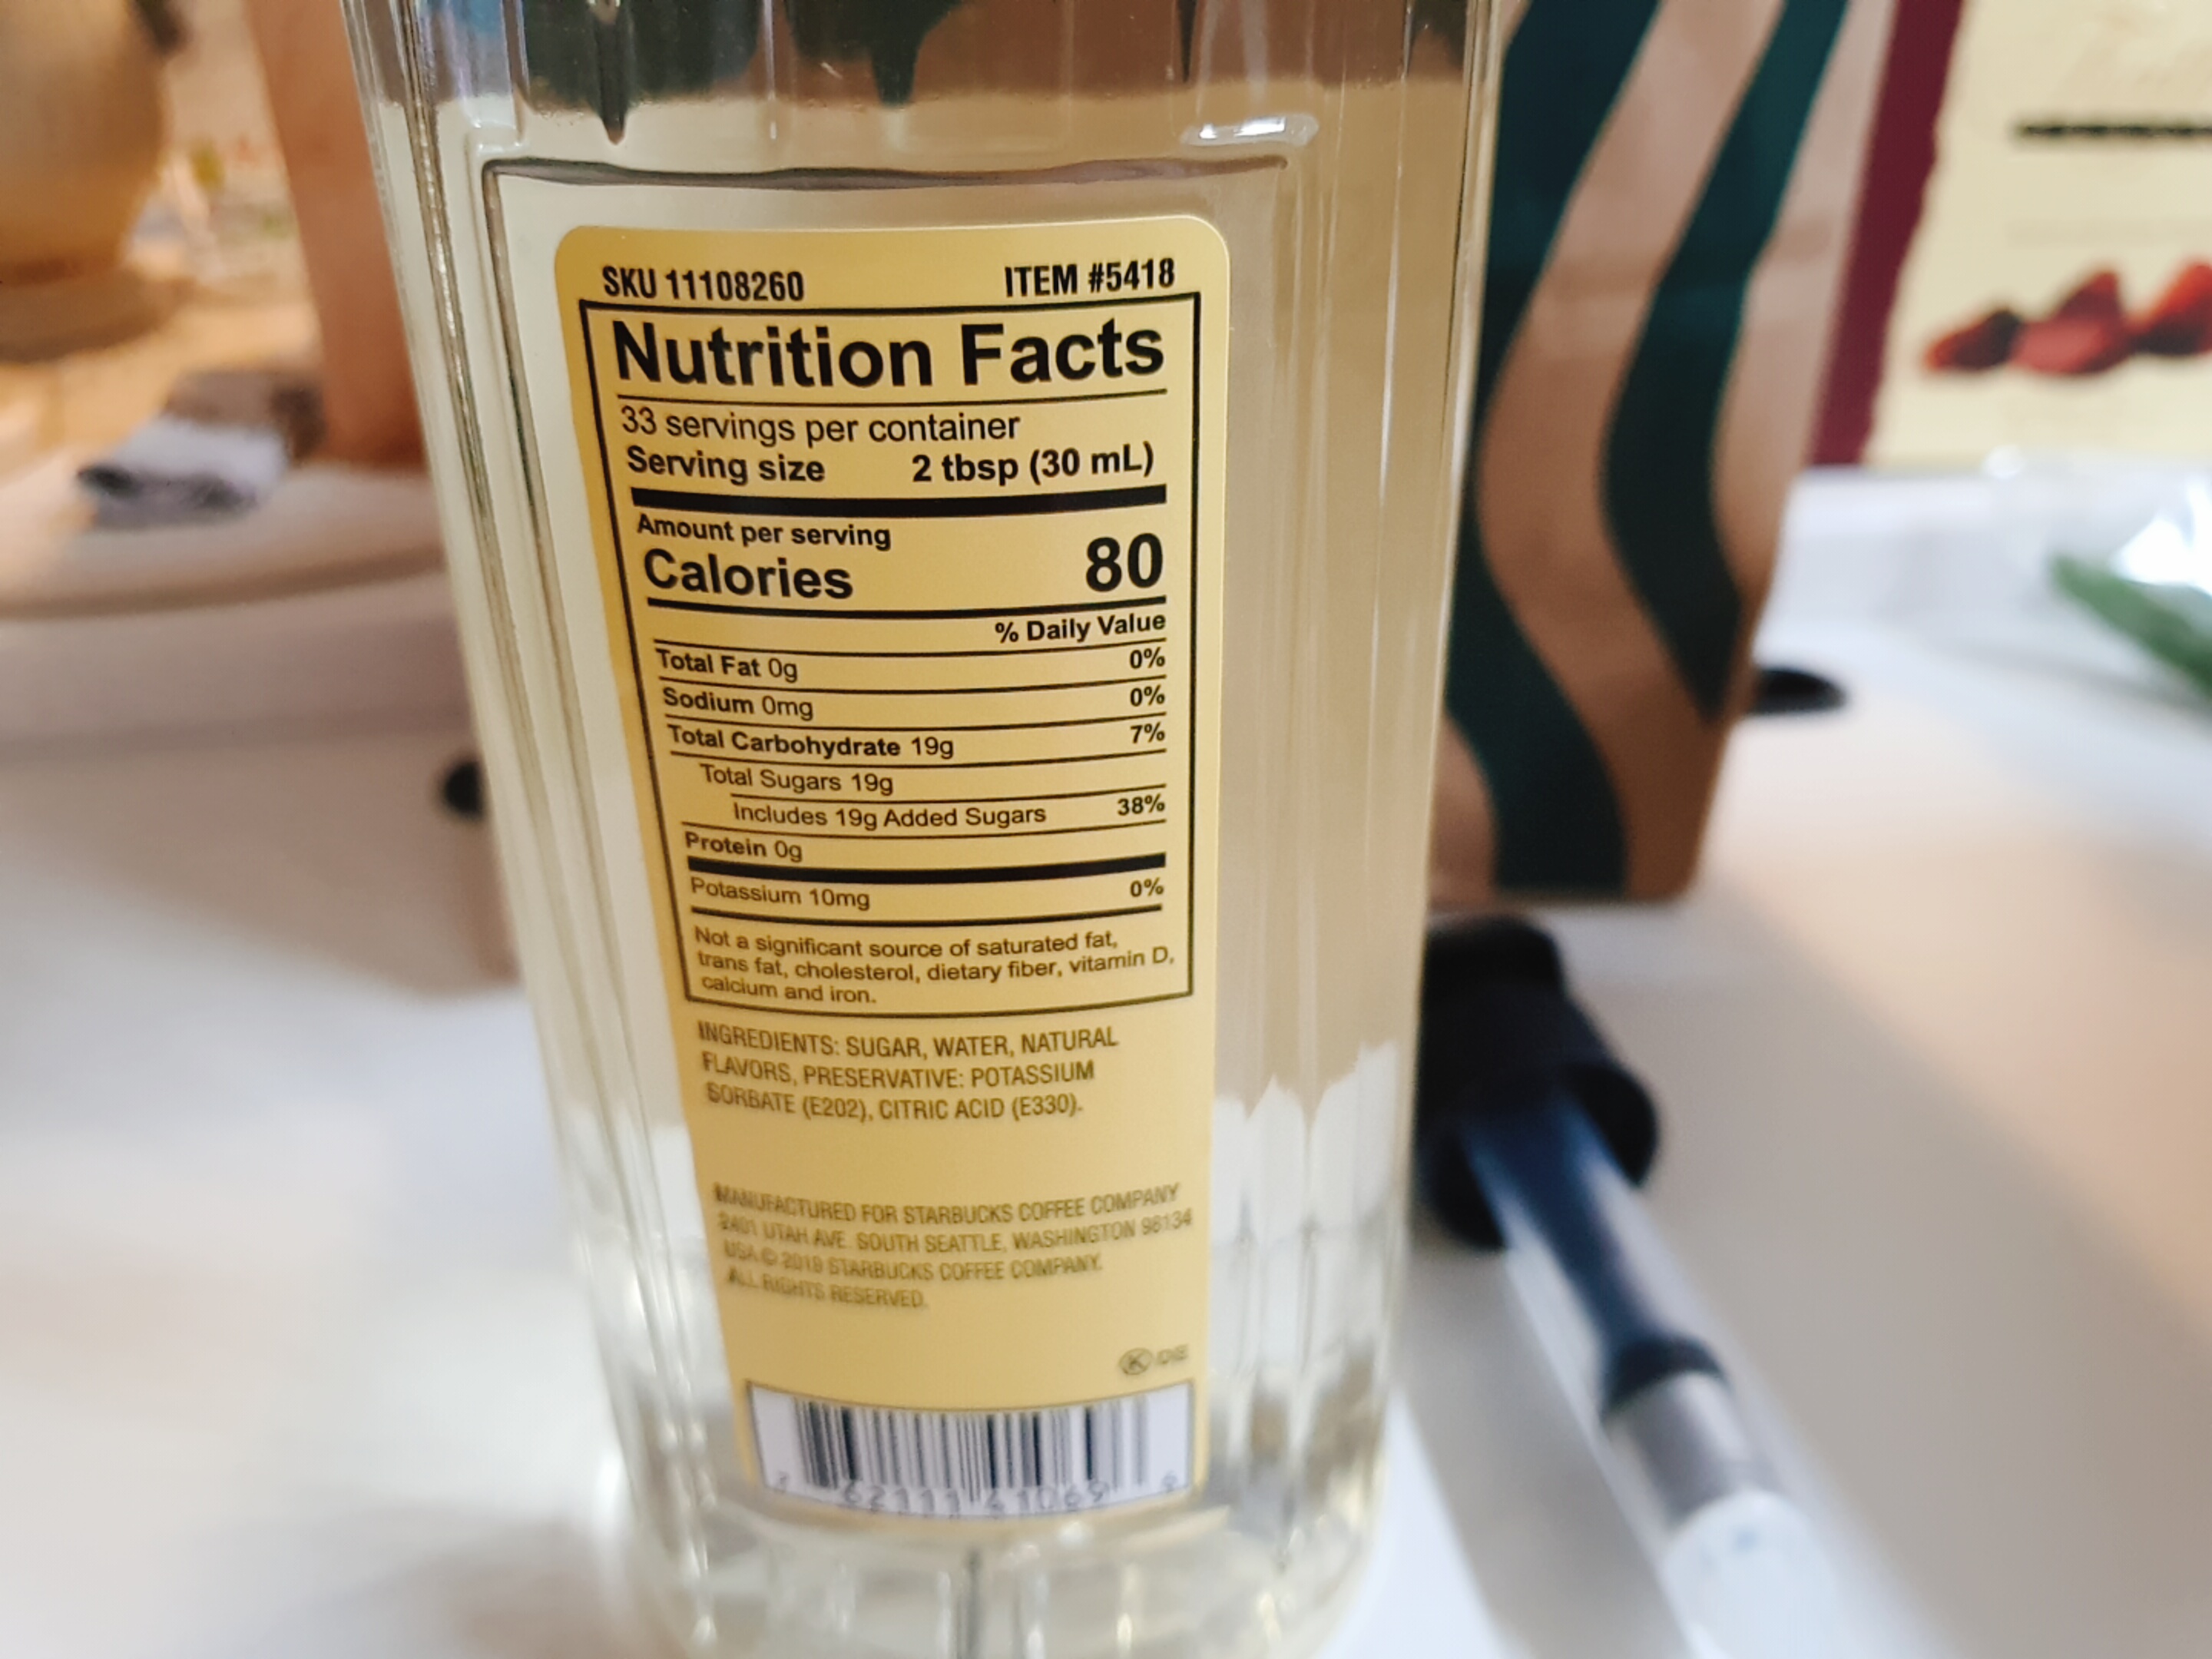 SKU 11108260 ITEM #5418
Nutrition Facts
33 servings per container
Serving size 2 tbsp (30 mL)
Amount per serving
Calories 80
% Daily Value
Total Fat 0g 0%
Sodium 0mg 0%
Total Carbohydrate 19g 7%
Total Sugars 19g
Includes 19g Added Sugars 38%
Protein 0g
Potassium 10mg 0%
Not a significant source of saturated fat,
trans fat, cholesterol, dietary fiber, vitamin D,
calcium and iron.
INGREDIENTS: SUGAR, WATER, NATURAL
FLAVORS, PRESERVATIVE: POTASSIUM
SORBATE (E202), CITRIC ACID (E330).
MANUFACTURED FOR STARBUCKS COFFEE COMPANY
2401 UTAH AVE. SOUTH SEATTLE, WASHINGTON 98134
USA © 2019 STARBUCKS COFFEE COMPANY.
ALL RIGHTS RESERVED.
K DE